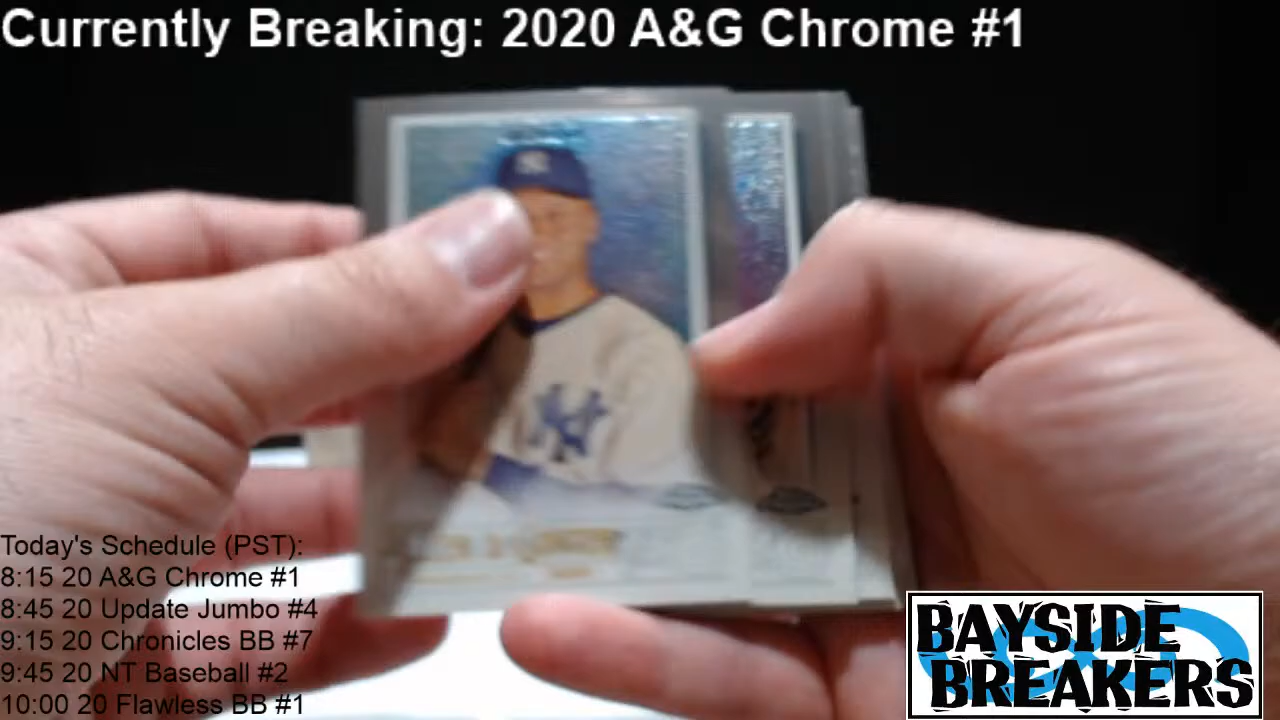 Currently Breaking: 2020 A&G Chrome #1
NY
Today's Schedule (PST):
8:15 20 A&G Chrome #1
8:45 20 Update Jumbo #4
9:15 20 Chronicles BB #7
9:45 20 NT Baseball #2
10:00 20 Flawless BB #1
BAYSIDE
BREAKERS